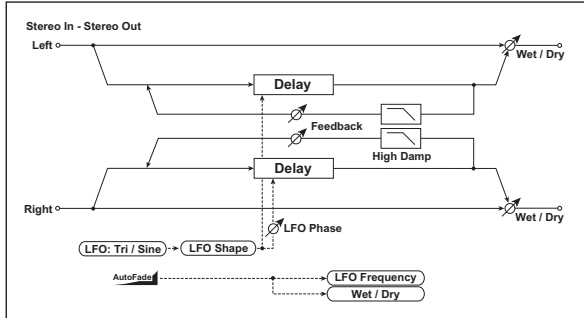 Stereo In - Stereo Out
Left
Wet / Dry
Delay
Feedback
High Damp
Delay
Right
Wet / Dry
LFO Phase
LFO: Tri / Sine
LFO Shape
AutoFade
LFO Frequency
Wet / Dry